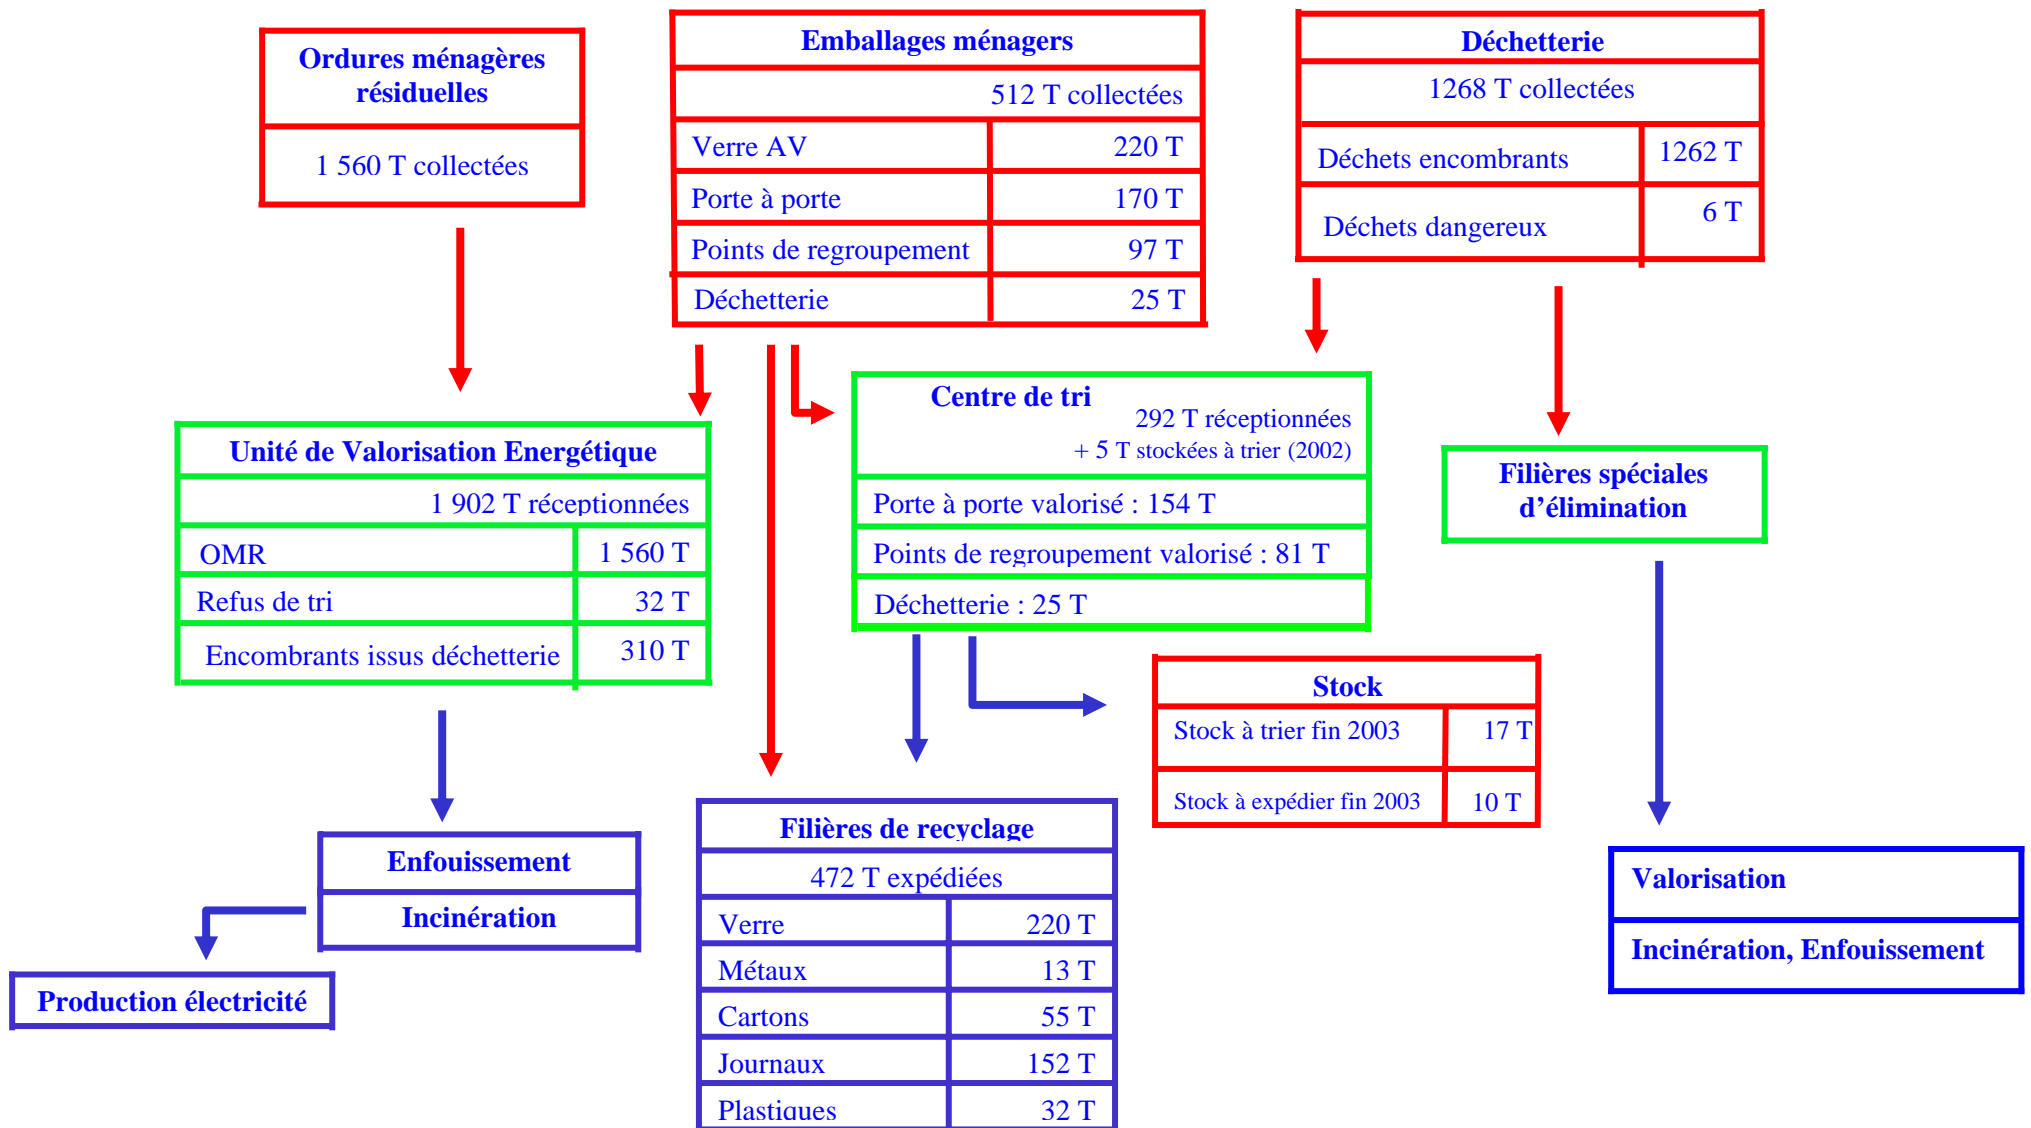 Ordures ménagères
résiduelles
1 560 T collectées
Emballages ménagers
512 T collectées
Verre AV 220 T
Porte à porte 170 T
Points de regroupement 97 T
Déchetterie 25 T
Déchetterie
1268 T collectées
Déchets encombrants 1262 T
Déchets dangereux 6 T
Unité de Valorisation Energétique
1 902 T réceptionnées
OMR 1 560 T
Refus de tri 32 T
Encombrants issus déchetterie 310 T
Centre de tri
292 T réceptionnées
+ 5 T stockées à trier (2002)
Porte à porte valorisé : 154 T
Points de regroupement valorisé : 81 T
Déchetterie : 25 T
Filières spéciales
d’élimination
Stock
Stock à trier fin 2003 17 T
Stock à expédier fin 2003 10 T
Enfouissement
Incinération
Production électricité
Filières de recyclage
472 T expédiées
Verre 220 T
Métaux 13 T
Cartons 55 T
Journaux 152 T
Plastiques 32 T
Valorisation
Incinération, Enfouissement